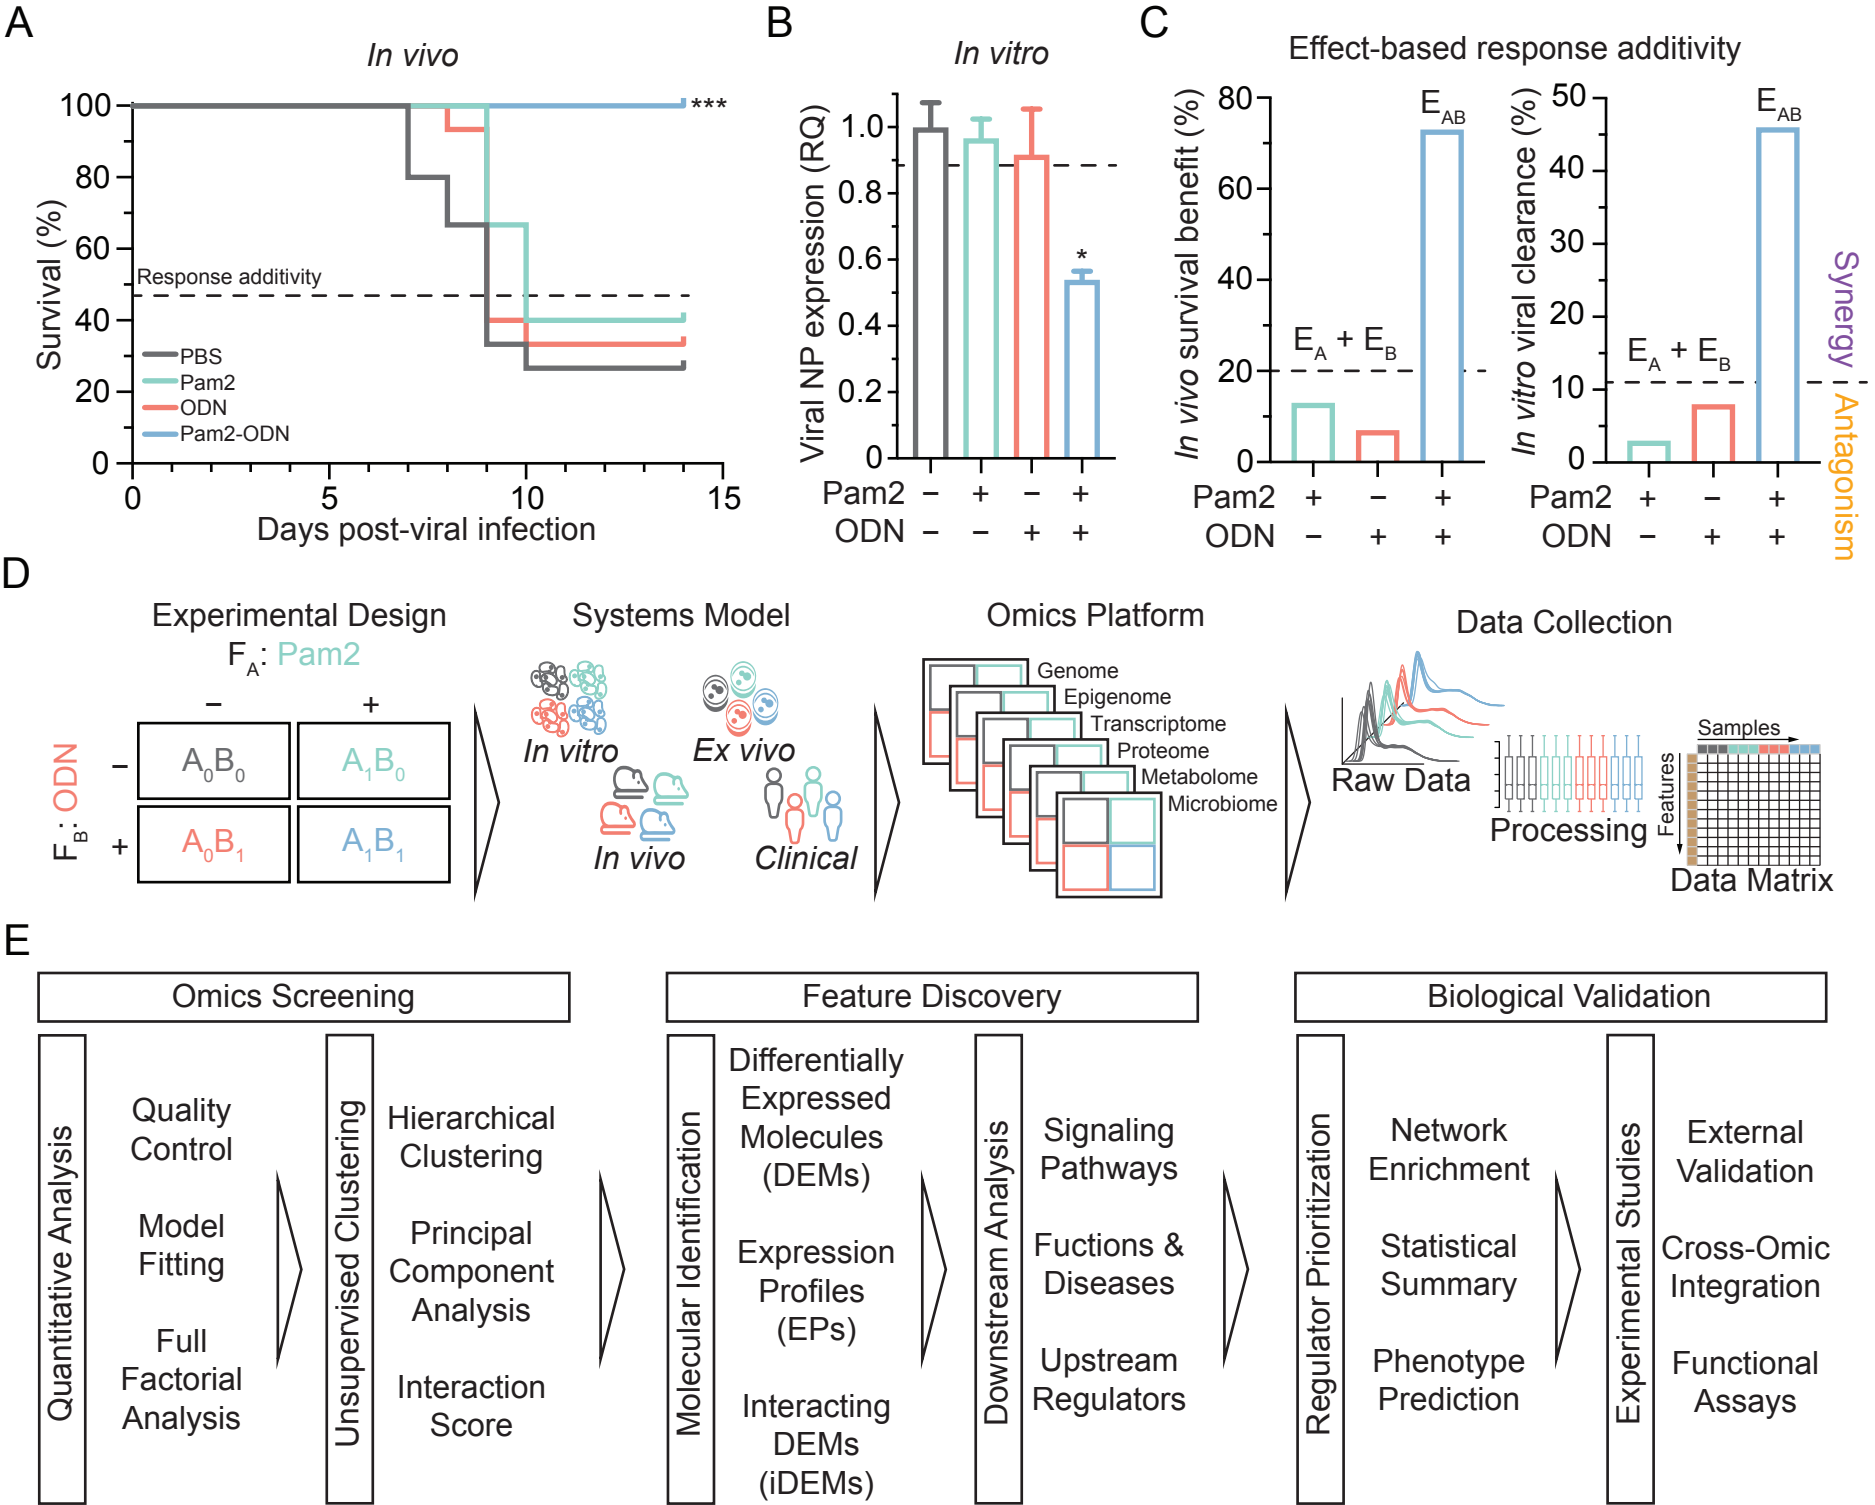 A
In vivo
100
80
60
40
20
0
Survival (%)
***
Response additivity
PBS
Pam2
ODN
Pam2-ODN
0
5
10
15
Days post-viral infection
B
In vitro
Viral NP expression (RQ)
1.0
0.8
0.6
0.4
0.2
0
*
Pam2 − + − +
ODN − − + +
C
Effect-based response additivity
In vivo survival benefit (%)
80
60
40
20
0
EA + EB
EAB
Pam2 + − +
ODN − + +
In vitro viral clearance (%)
50
40
30
20
10
0
EA + EB
EAB
Pam2 + − +
ODN − + +
Synergy
Antagonism
D
Experimental Design
FA: Pam2
− +
FB: ODN
−
+
A0B0
A1B0
A0B1
A1B1
Systems Model
In vitro
Ex vivo
In vivo
Clinical
Omics Platform
Genome
Epigenome
Transcriptome
Proteome
Metabolome
Microbiome
Data Collection
Raw Data
Processing
Samples
Features
Data Matrix
E
Omics Screening
Quantitative Analysis
Quality
Control
Model
Fitting
Full
Factorial
Analysis
Unsupervised Clustering
Hierarchical
Clustering
Principal
Component
Analysis
Interaction
Score
Feature Discovery
Molecular Identification
Differentially
Expressed
Molecules
(DEMs)
Expression
Profiles
(EPs)
Interacting
DEMs
(iDEMs)
Downstream Analysis
Signaling
Pathways
Fuctions &
Diseases
Upstream
Regulators
Biological Validation
Regulator Prioritization
Network
Enrichment
Statistical
Summary
Phenotype
Prediction
Experimental Studies
External
Validation
Cross-Omic
Integration
Functional
Assays